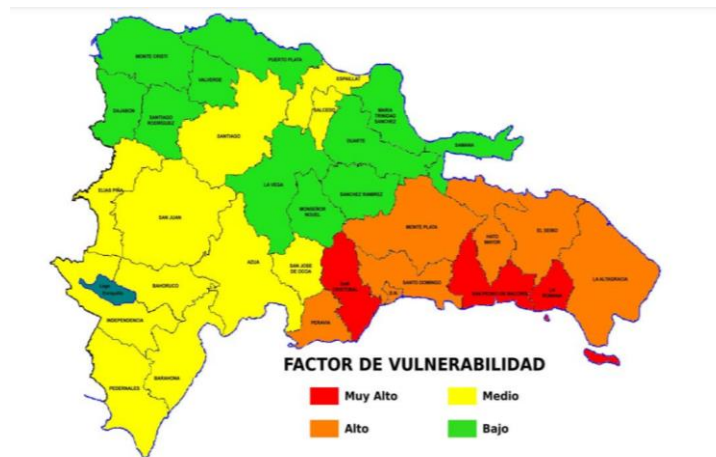 MONTE CRISTI
PUERTO PLATA
ESPAILLAT
VALVERDE
DAJABON
SANTIAGO
RODRIGUEZ
SALCEDO
MARIA
TRINIDAD
SANCHEZ
SANTIAGO
DUARTE
SAMANA
LA VEGA
SANCHEZ RAMIREZ
ELIAS PIÑA
MONSEÑOR
NOUEL
SAN JUAN
MONTE PLATA
HATO
MAYOR
EL SEIBO
AZUA
SAN JOSE
DE OCOA
SAN
CRISTOBAL
LA ALTAGRACIA
BAHORUCO
SANTO DOMINGO
D.N.
SAN PEDRO DE MACORIS
LA
ROMANA
INDEPENDENCIA
PERAVIA
BARAHONA
PEDERNALES
FACTOR DE VULNERABILIDAD
Muy Alto
Medio
Alto
Bajo